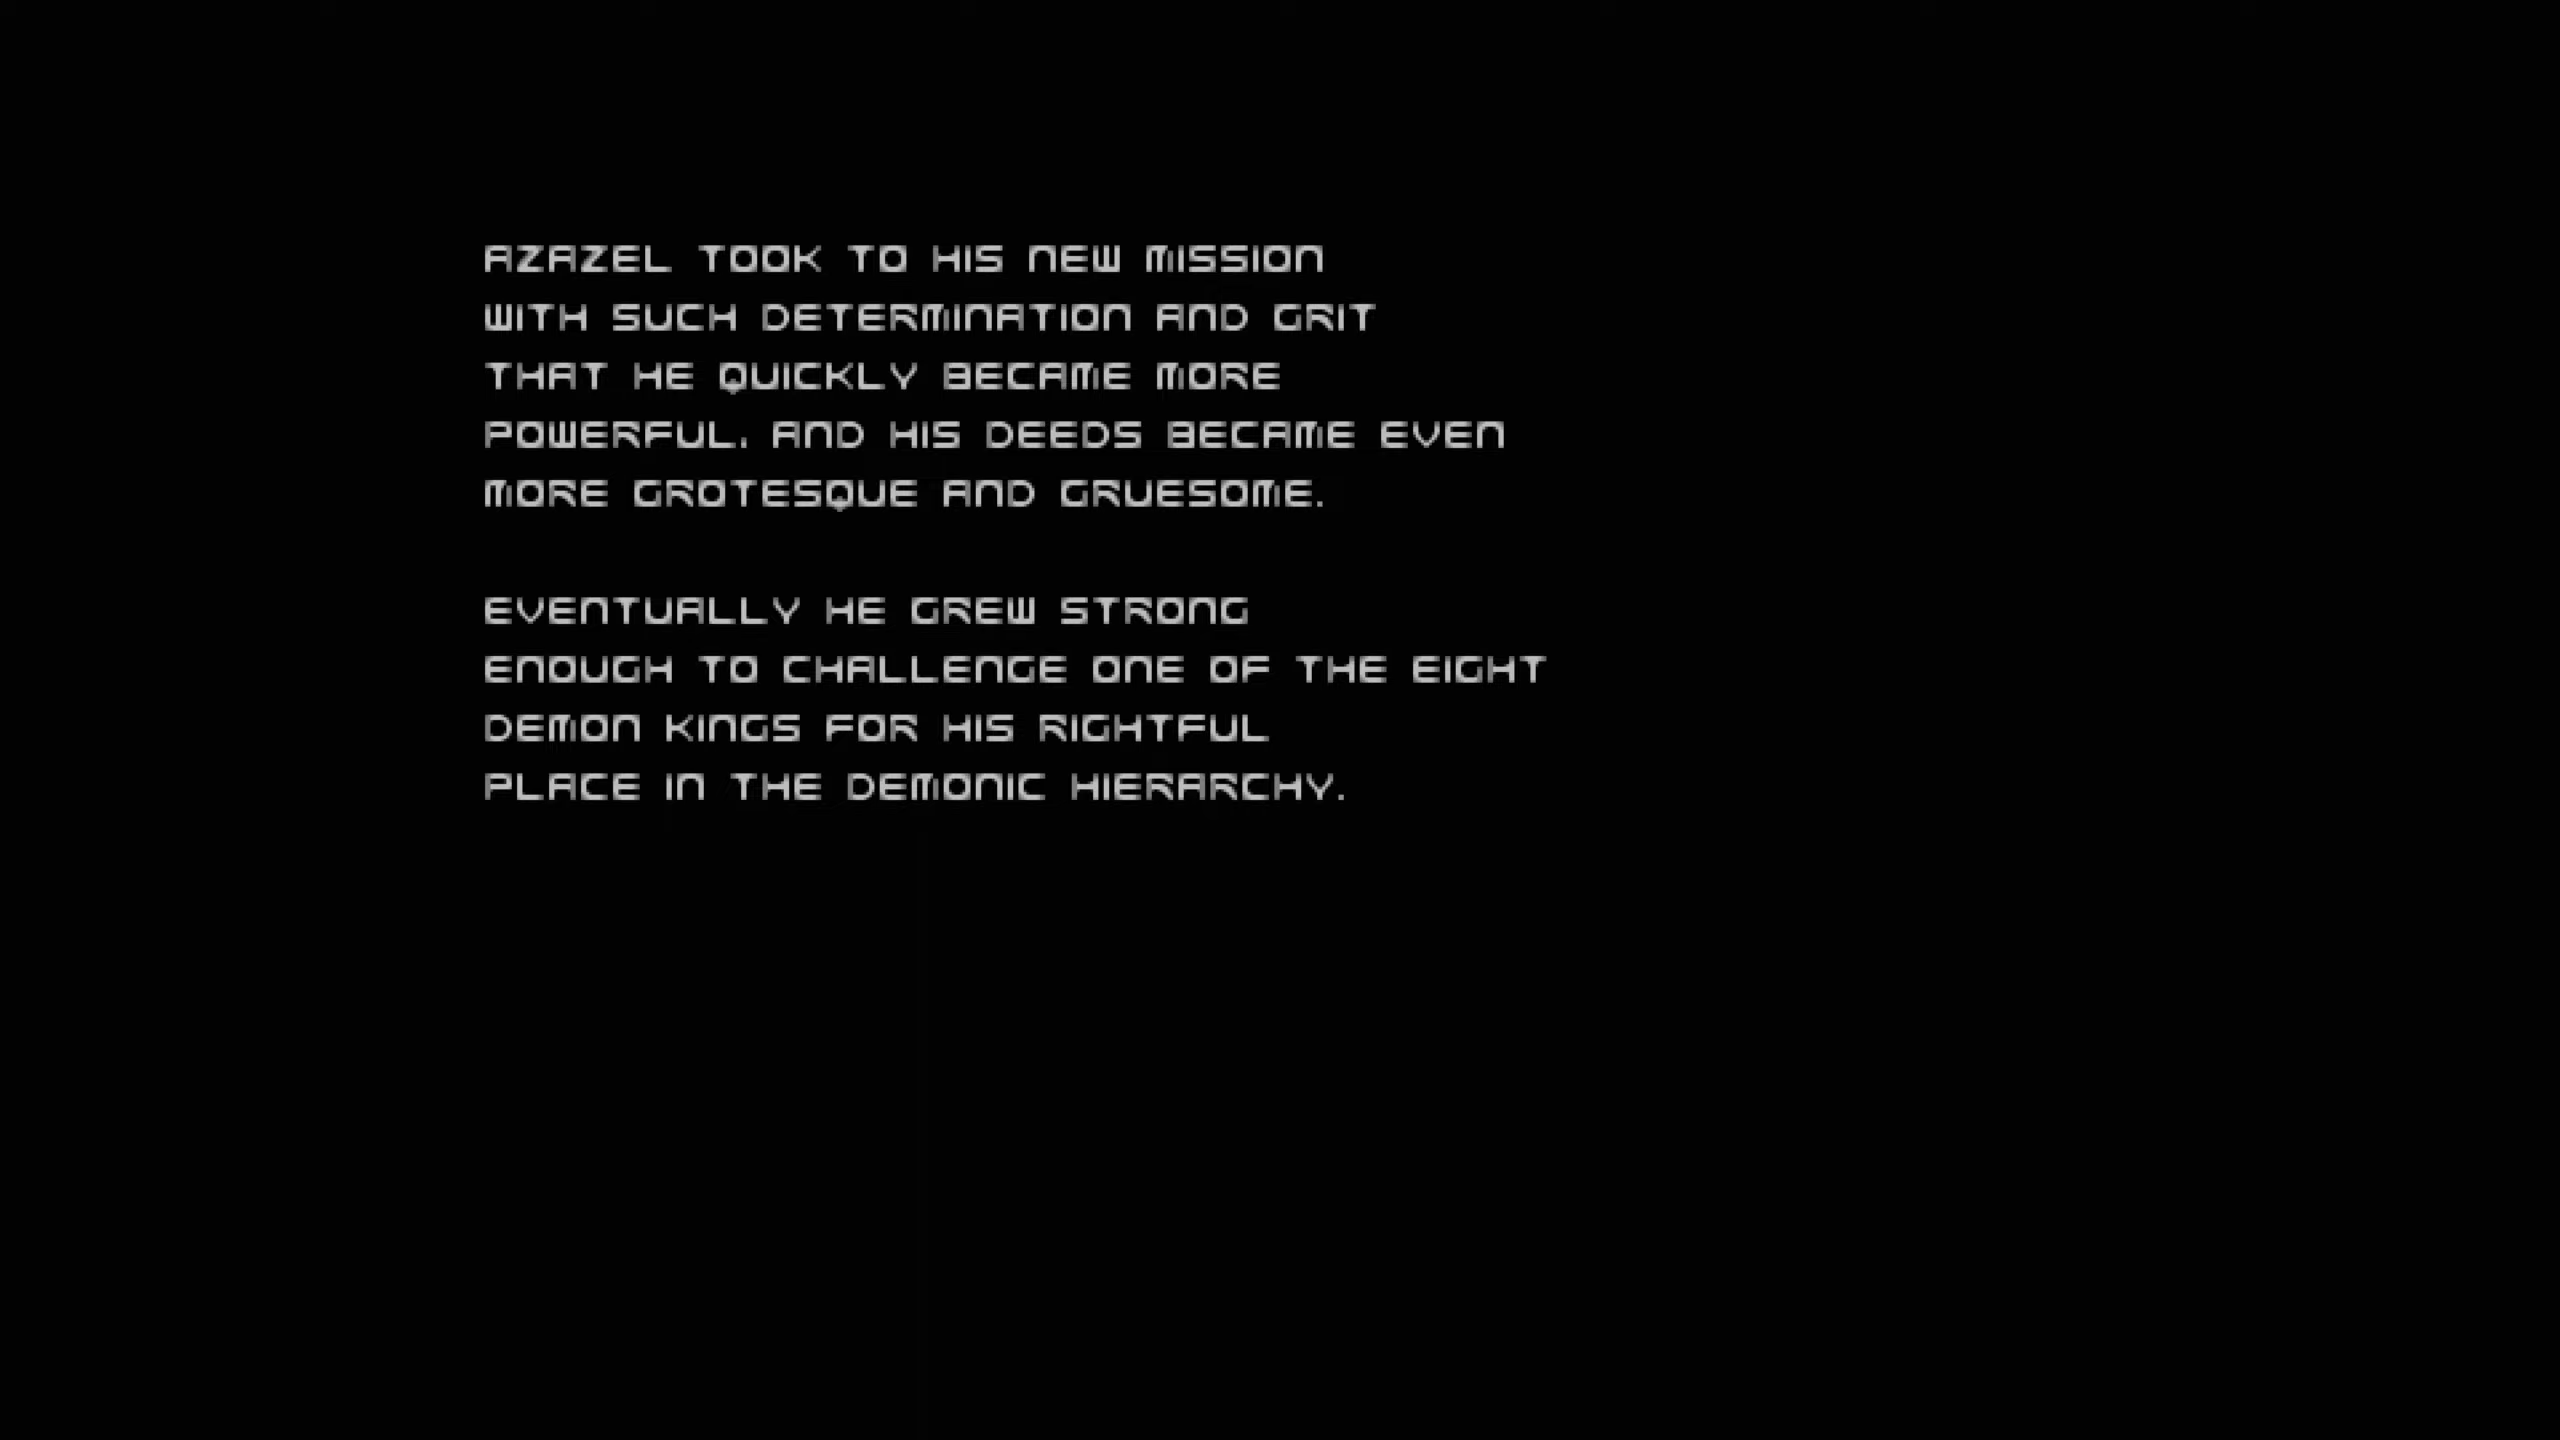 AZAZEL TOOK TO HIS NEW MISSION
WITH SUCH DETERMINATION AND GRIT
THAT HE QUICKLY BECAME MORE
POWERFUL, AND HIS DEEDS BECAME EVEN
MORE GROTESQUE AND GRUESOME.
EVENTUALLY HE GREW STRONG
ENOUGH TO CHALLENGE ONE OF THE EIGHT
DEMON KINGS FOR HIS RIGHTFUL
PLACE IN THE DEMONIC HIERARCHY.